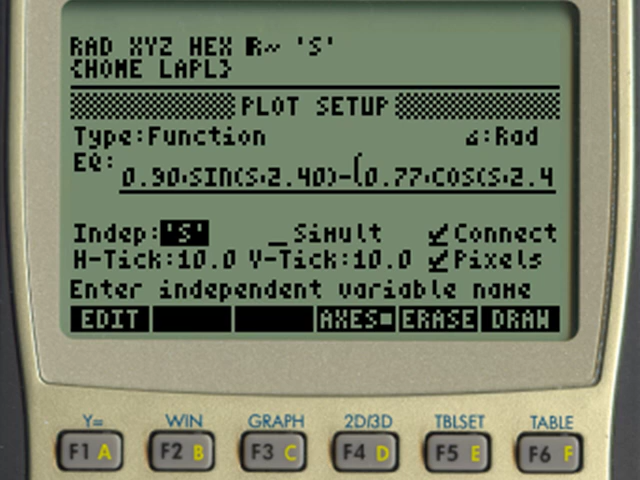 RAD XYZ HEX R~ 'S'
{HOME LAPL}
PLOT SETUP
Type:Function ∡:Rad
EQ: 0.90·SIN(S·2.40)-(0.77·COS(S·2.4
Indep:'S' _Simult ✓Connect
H-Tick:10.0 V-Tick:10.0 ✓Pixels
Enter independent variable name
EDIT AXES■ ERASE DRAW
Y= WIN GRAPH 2D/3D TBLSET TABLE
F1 A F2 B F3 C F4 D F5 E F6 F